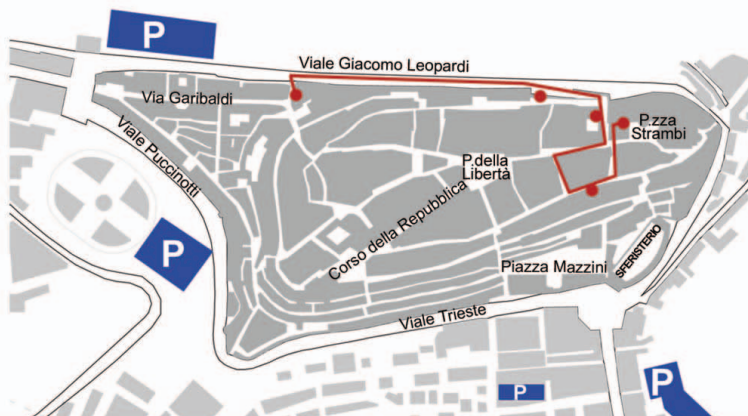 P
Viale Giacomo Leopardi
Via Garibaldi
P.zza
Strambi
Viale Puccinotti
P.della
Libertà
Corso della Repubblica
P
Piazza Mazzini
SFERISTERIO
Viale Trieste
P
P